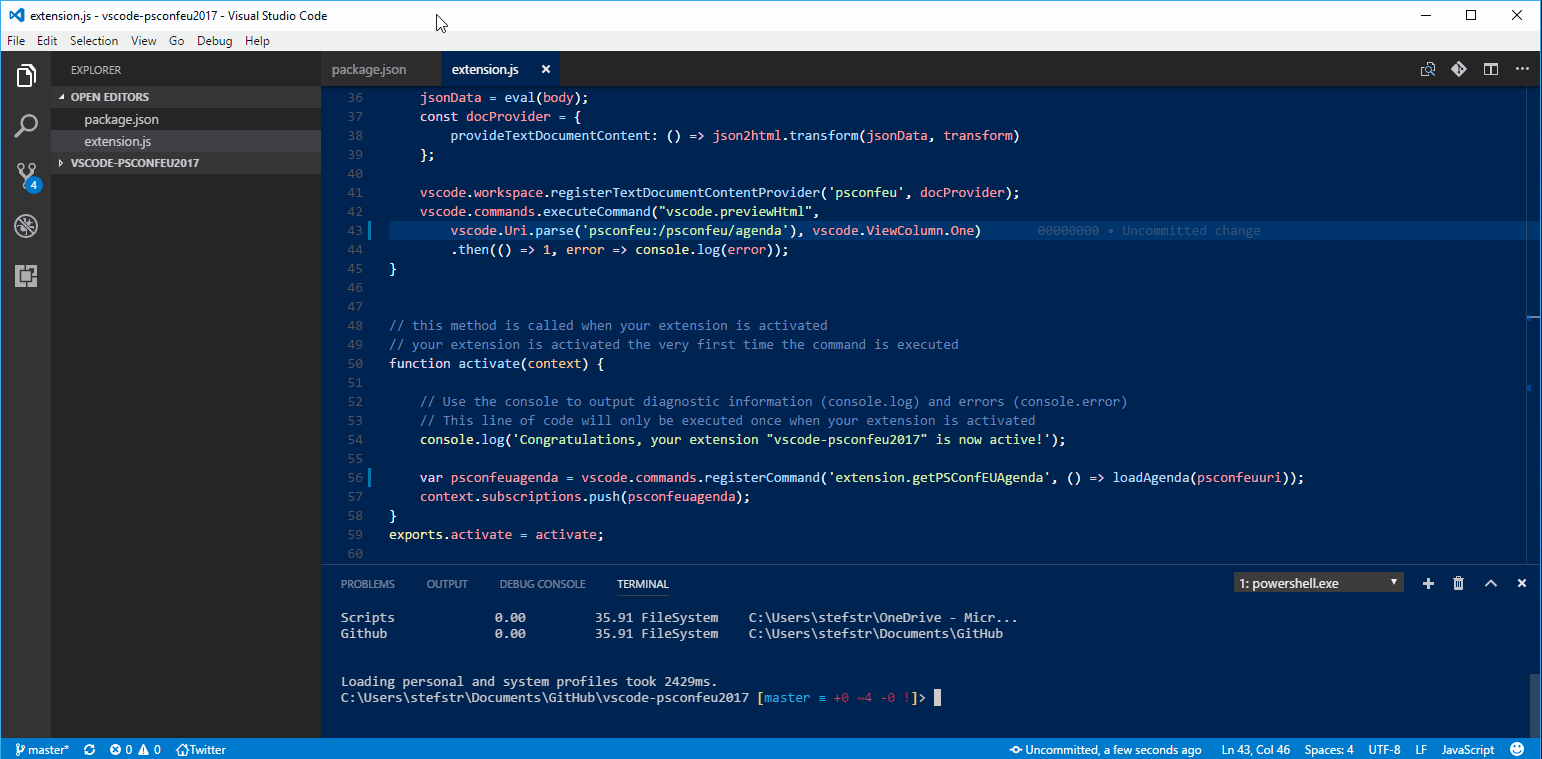 extension.js - vscode-psconfeu2017 - Visual Studio Code
File Edit Selection View Go Debug Help
EXPLORER
OPEN EDITORS
package.json
extension.js
VSCODE-PSCONFEU2017
4
package.json extension.js
36 jsonData = eval(body);
37 const docProvider = {
38 provideTextDocumentContent: () => json2html.transform(jsonData, transform)
39 };
40
41 vscode.workspace.registerTextDocumentContentProvider('psconfeu', docProvider);
42 vscode.commands.executeCommand("vscode.previewHtml",
43 vscode.Uri.parse('psconfeu:/psconfeu/agenda'), vscode.ViewColumn.One) 00000000 • Uncommitted change
44 .then(() => 1, error => console.log(error));
45 }
46
47
48 // this method is called when your extension is activated
49 // your extension is activated the very first time the command is executed
50 function activate(context) {
51
52 // Use the console to output diagnostic information (console.log) and errors (console.error)
53 // This line of code will only be executed once when your extension is activated
54 console.log('Congratulations, your extension "vscode-psconfeu2017" is now active!');
55
56 var psconfeuagenda = vscode.commands.registerCommand('extension.getPSConfEUAgenda', () => loadAgenda(psconfeuuri));
57 context.subscriptions.push(psconfeuagenda);
58 }
59 exports.activate = activate;
60
PROBLEMS OUTPUT DEBUG CONSOLE TERMINAL 1: powershell.exe
Scripts 0.00 35.91 FileSystem C:\Users\stefstr\OneDrive - Micr...
Github 0.00 35.91 FileSystem C:\Users\stefstr\Documents\GitHub
Loading personal and system profiles took 2429ms.
C:\Users\stefstr\Documents\GitHub\vscode-psconfeu2017 [master ≡ +0 ~4 -0 !]>
master* 0 0 Twitter Uncommitted, a few seconds ago Ln 43, Col 46 Spaces: 4 UTF-8 LF JavaScript